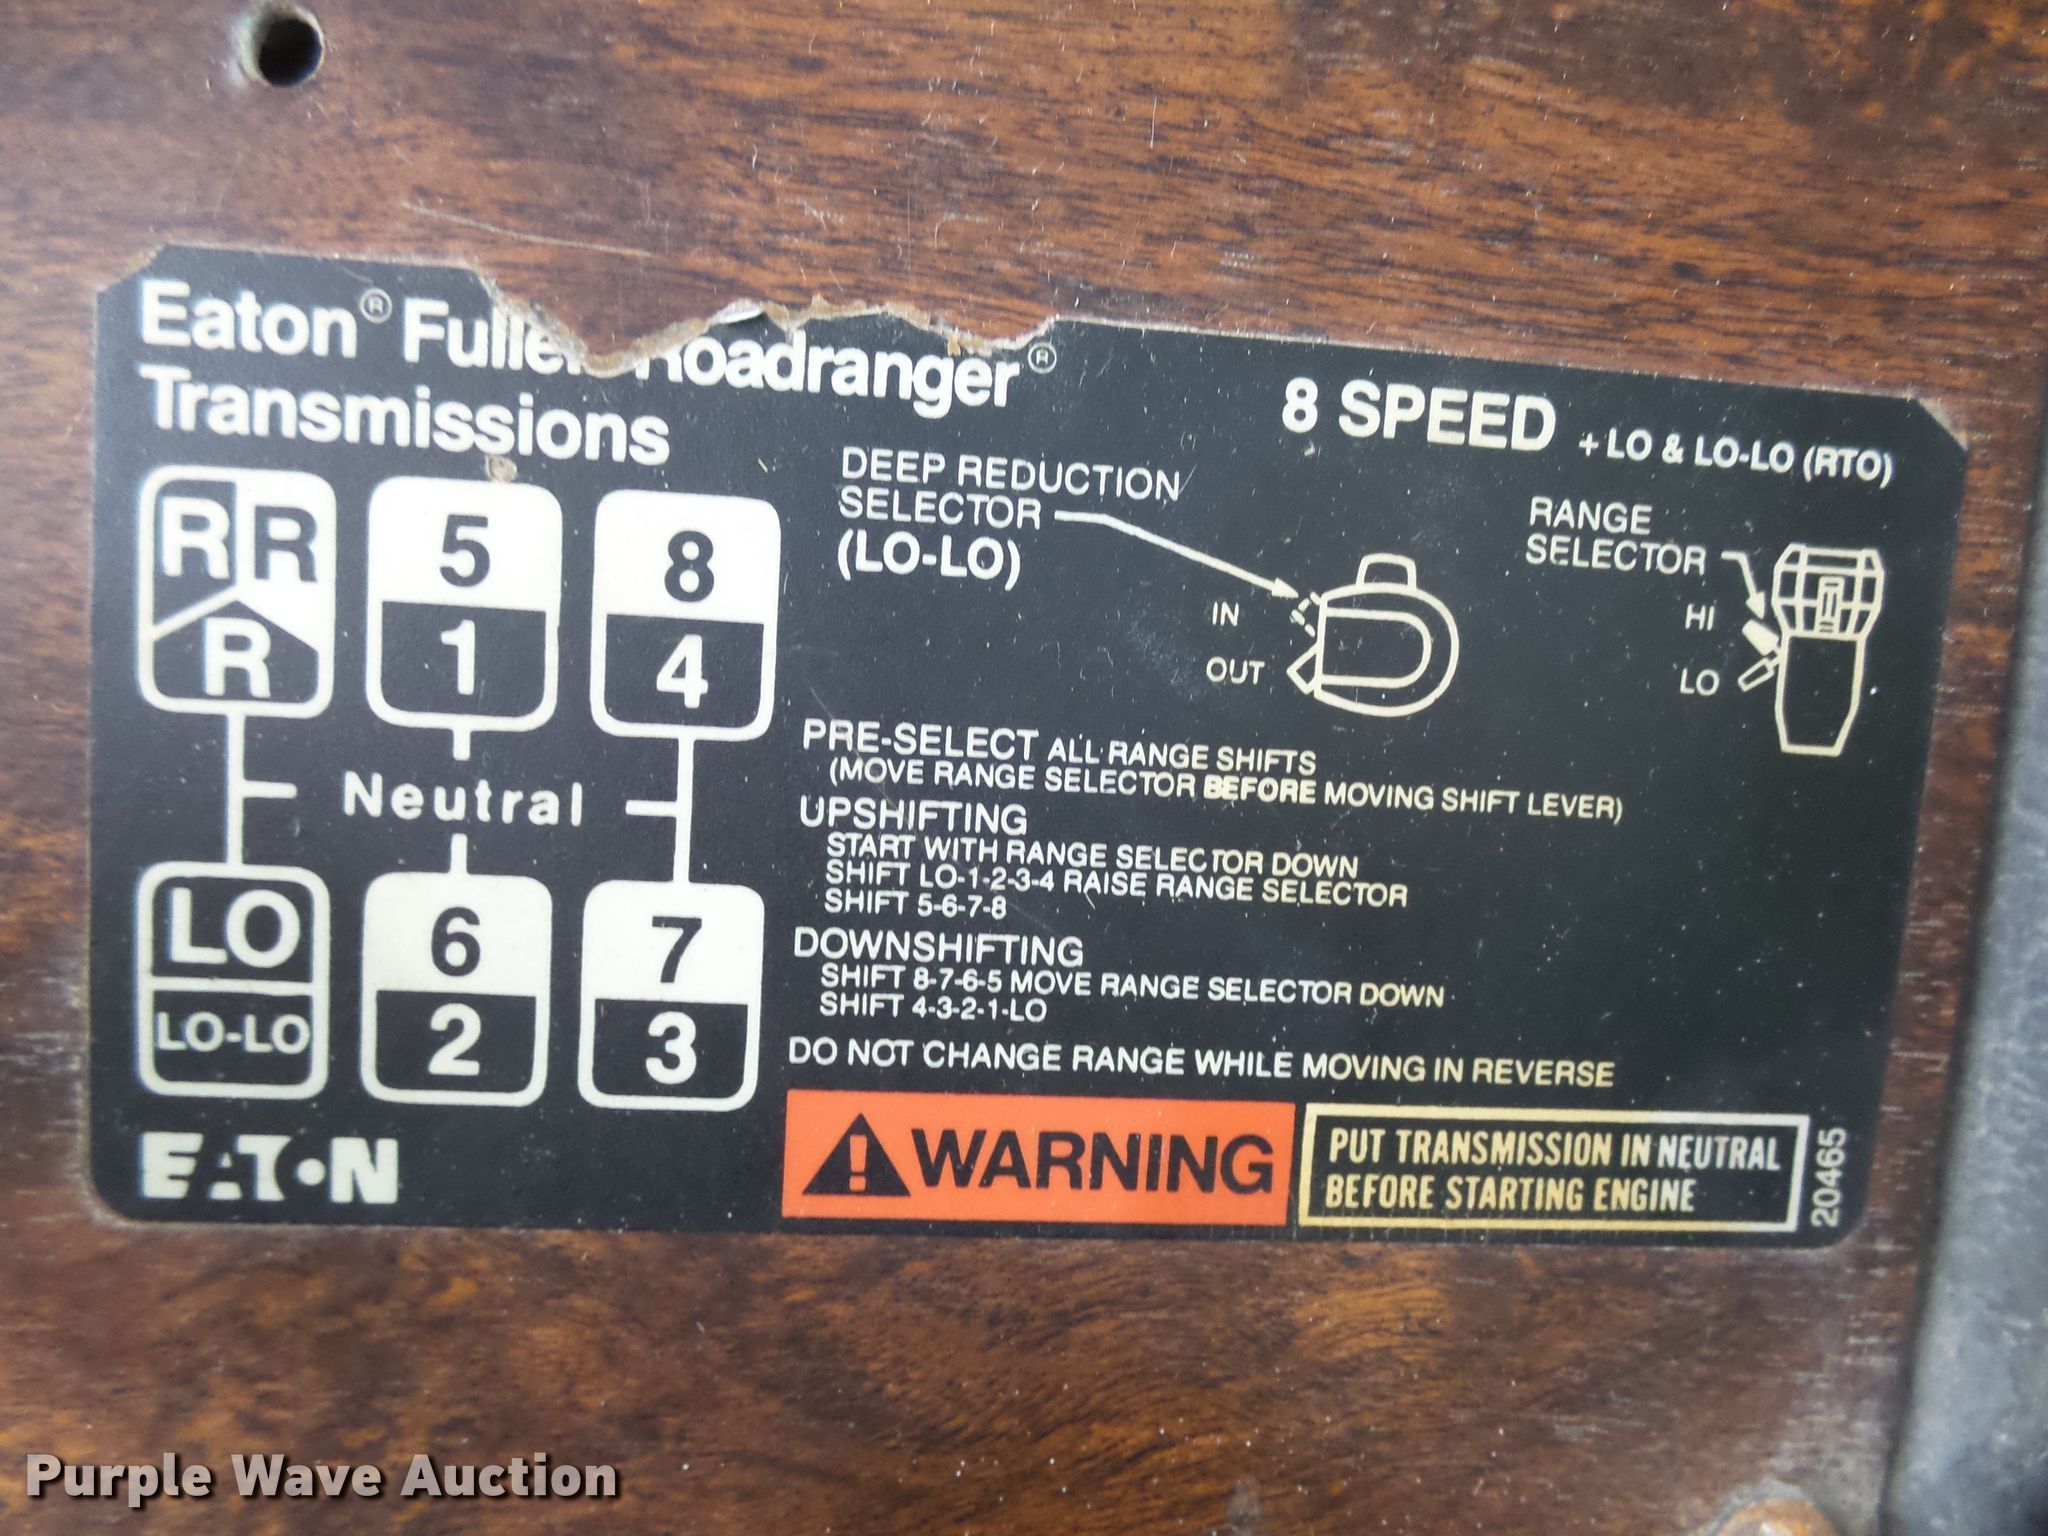 Eaton® Fuller Roadranger®
Transmissions
8 SPEED + LO & LO-LO (RTO)
R R
R
5
1
8
4
Neutral
LO
LO-LO
6
2
7
3
DEEP REDUCTION
SELECTOR
(LO-LO)
IN
OUT
RANGE
SELECTOR
HI
LO
PRE-SELECT ALL RANGE SHIFTS
(MOVE RANGE SELECTOR BEFORE MOVING SHIFT LEVER)
UPSHIFTING
START WITH RANGE SELECTOR DOWN
SHIFT LO-1-2-3-4 RAISE RANGE SELECTOR
SHIFT 5-6-7-8
DOWNSHIFTING
SHIFT 8-7-6-5 MOVE RANGE SELECTOR DOWN
SHIFT 4-3-2-1-LO
DO NOT CHANGE RANGE WHILE MOVING IN REVERSE
EATON
WARNING
PUT TRANSMISSION IN NEUTRAL
BEFORE STARTING ENGINE
20465
Purple Wave Auction